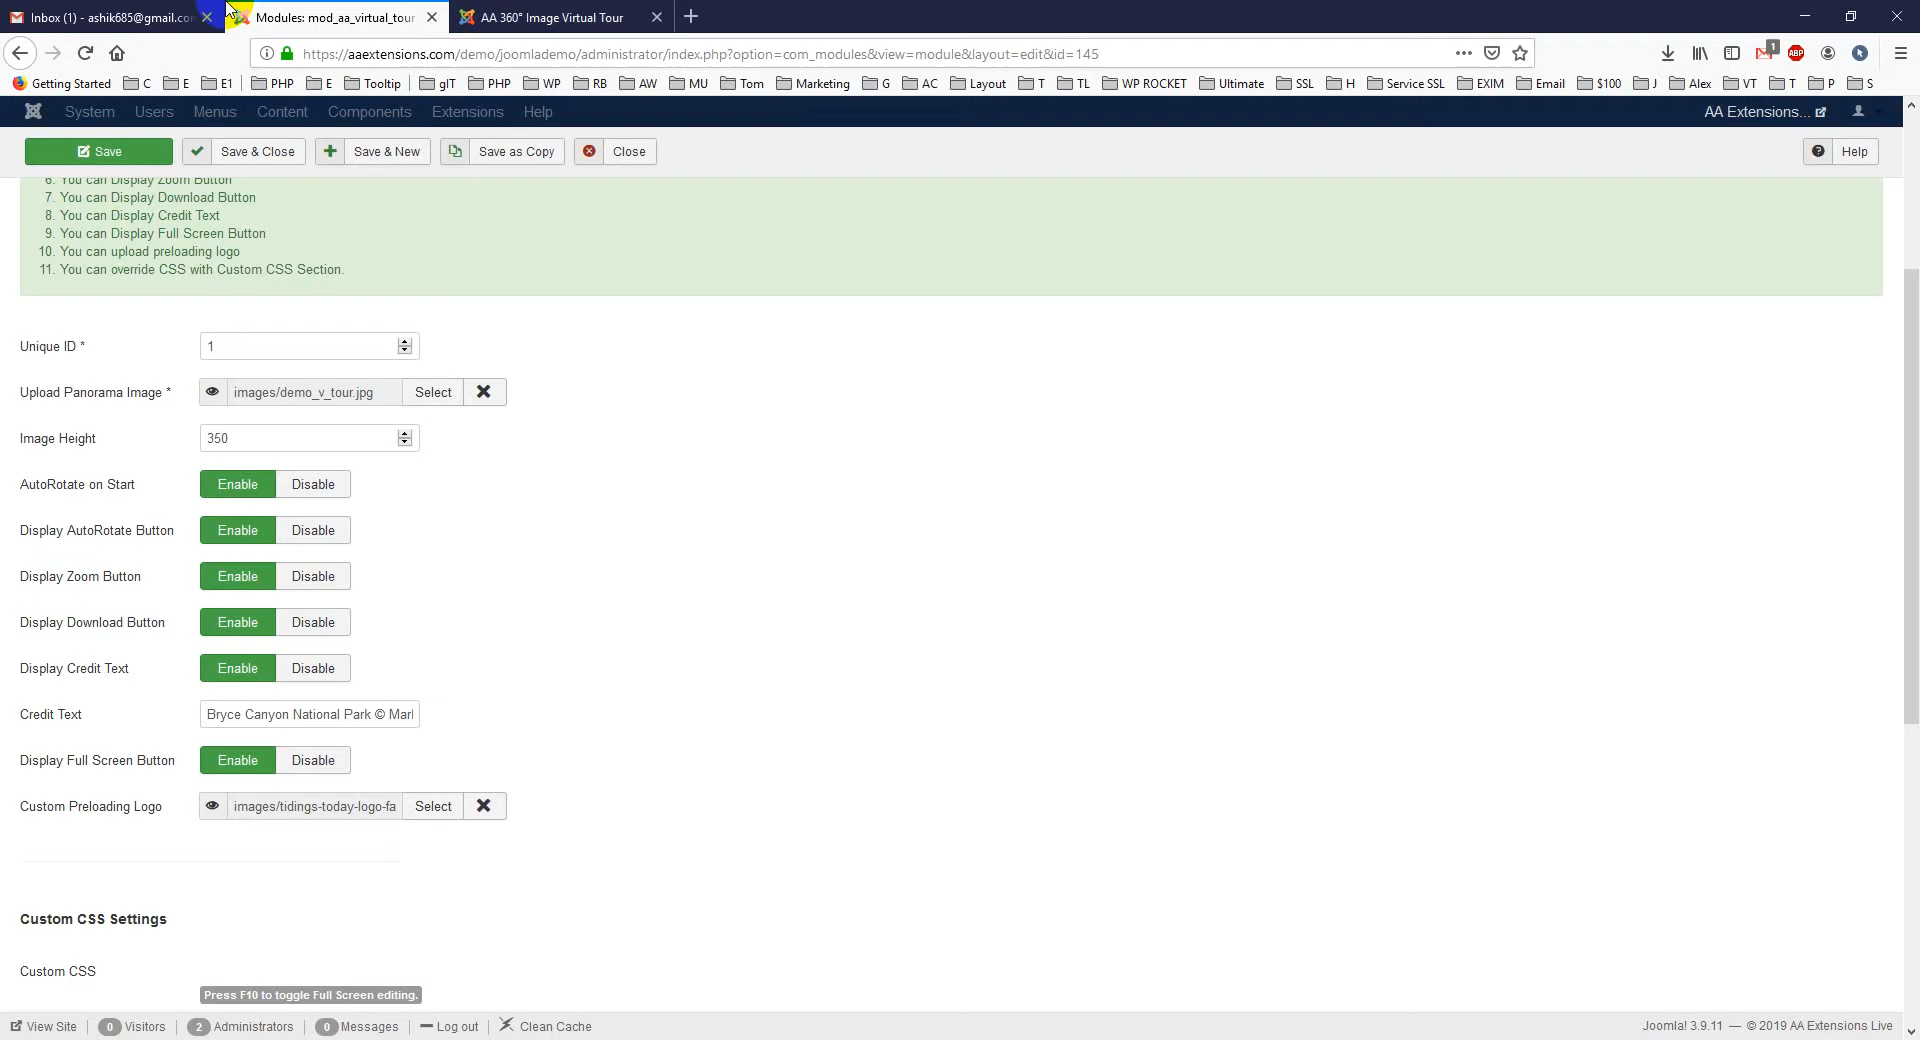 Inbox (1) - ashik685@gmail.con
Modules: mod_aa_virtual_tour
AA 360° Image Virtual Tour
https://aaextensions.com/demo/joomlademo/administrator/index.php?option=com_modules&view=module&layout=edit&id=145
1
ABP
Getting Started C E E1 PHP E Tooltip gIT PHP WP RB AW MU Tom Marketing G AC Layout T TL WP ROCKET Ultimate SSL H Service SSL EXIM Email $100 J Alex VT T P S
System Users Menus Content Components Extensions Help AA Extensions...
Save Save & Close Save & New Save as Copy Close Help
6. You can Display Zoom Button
7. You can Display Download Button
8. You can Display Credit Text
9. You can Display Full Screen Button
10. You can upload preloading logo
11. You can override CSS with Custom CSS Section.
Unique ID * 1
Upload Panorama Image * images/demo_v_tour.jpg Select
Image Height 350
AutoRotate on Start Enable Disable
Display AutoRotate Button Enable Disable
Display Zoom Button Enable Disable
Display Download Button Enable Disable
Display Credit Text Enable Disable
Credit Text Bryce Canyon National Park © Marl
Display Full Screen Button Enable Disable
Custom Preloading Logo images/tidings-today-logo-fa Select
Custom CSS Settings
Custom CSS
Press F10 to toggle Full Screen editing.
View Site 0 Visitors 2 Administrators 0 Messages Log out Clean Cache Joomla! 3.9.11 — © 2019 AA Extensions Live